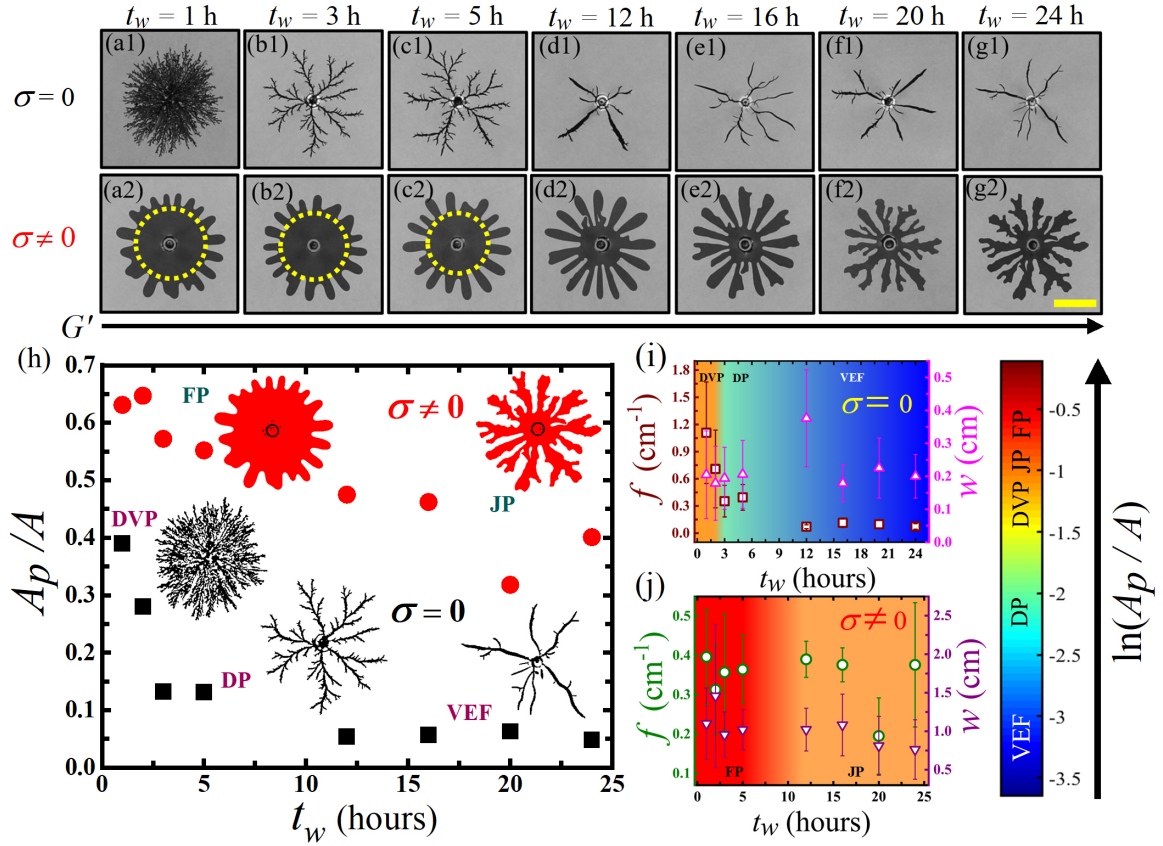 t_w = 1 h t_w = 3 h t_w = 5 h t_w = 12 h t_w = 16 h t_w = 20 h t_w = 24 h
σ = 0
(a1) (b1) (c1) (d1) (e1) (f1) (g1)
σ ≠ 0
(a2) (b2) (c2) (d2) (e2) (f2) (g2)
G′
(h)
0.7
0.6
0.5
0.4
0.3
0.2
0.1
0.0
A_p /A
FP
σ ≠ 0
JP
DVP
σ = 0
DP
VEF
0 5 10 15 20 25
t_w (hours)
(i)
1.8
1.5
1.2
0.9
0.6
0.3
0.0
f (cm⁻¹)
DVP DP VEF
σ = 0
0.5
0.4
0.3
0.2
0.1
0.0
w (cm)
0 3 6 9 12 15 18 21 24
t_w (hours)
(j)
0.5
0.4
0.3
0.2
0.1
f (cm⁻¹)
σ ≠ 0
FP JP
2.5
2.0
1.5
1.0
0.5
w (cm)
0 5 10 15 20 25
t_w (hours)
VEF DP DVP JP FP
-0.5
-1
-1.5
-2
-2.5
-3
-3.5
ln(A_p / A)